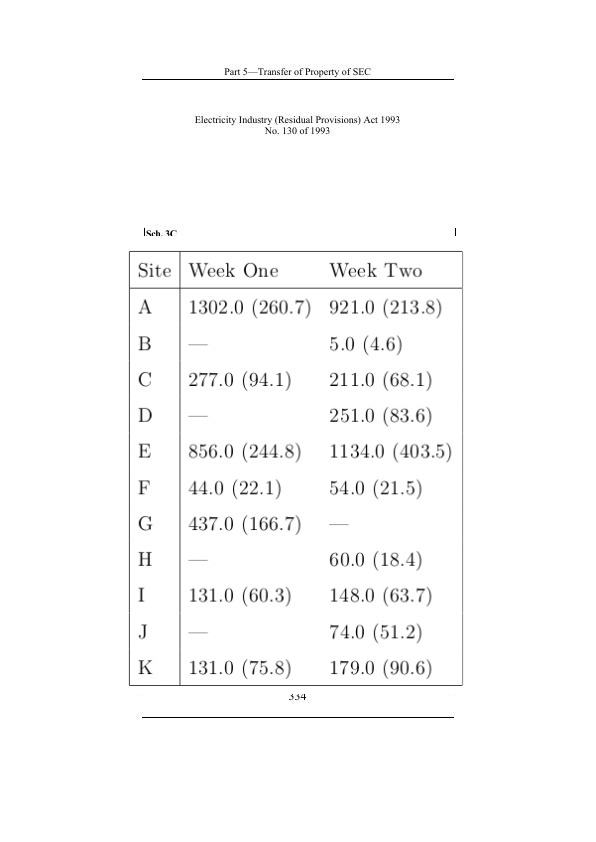 Part 5—Transfer of Property of SEC
Electricity Industry (Residual Provisions) Act 1993
No. 130 of 1993
Sch. 3C
Site Week One Week Two
A 1302.0 (260.7) 921.0 (213.8)
B — 5.0 (4.6)
C 277.0 (94.1) 211.0 (68.1)
D — 251.0 (83.6)
E 856.0 (244.8) 1134.0 (403.5)
F 44.0 (22.1) 54.0 (21.5)
G 437.0 (166.7) —
H — 60.0 (18.4)
I 131.0 (60.3) 148.0 (63.7)
J — 74.0 (51.2)
K 131.0 (75.8) 179.0 (90.6)
334